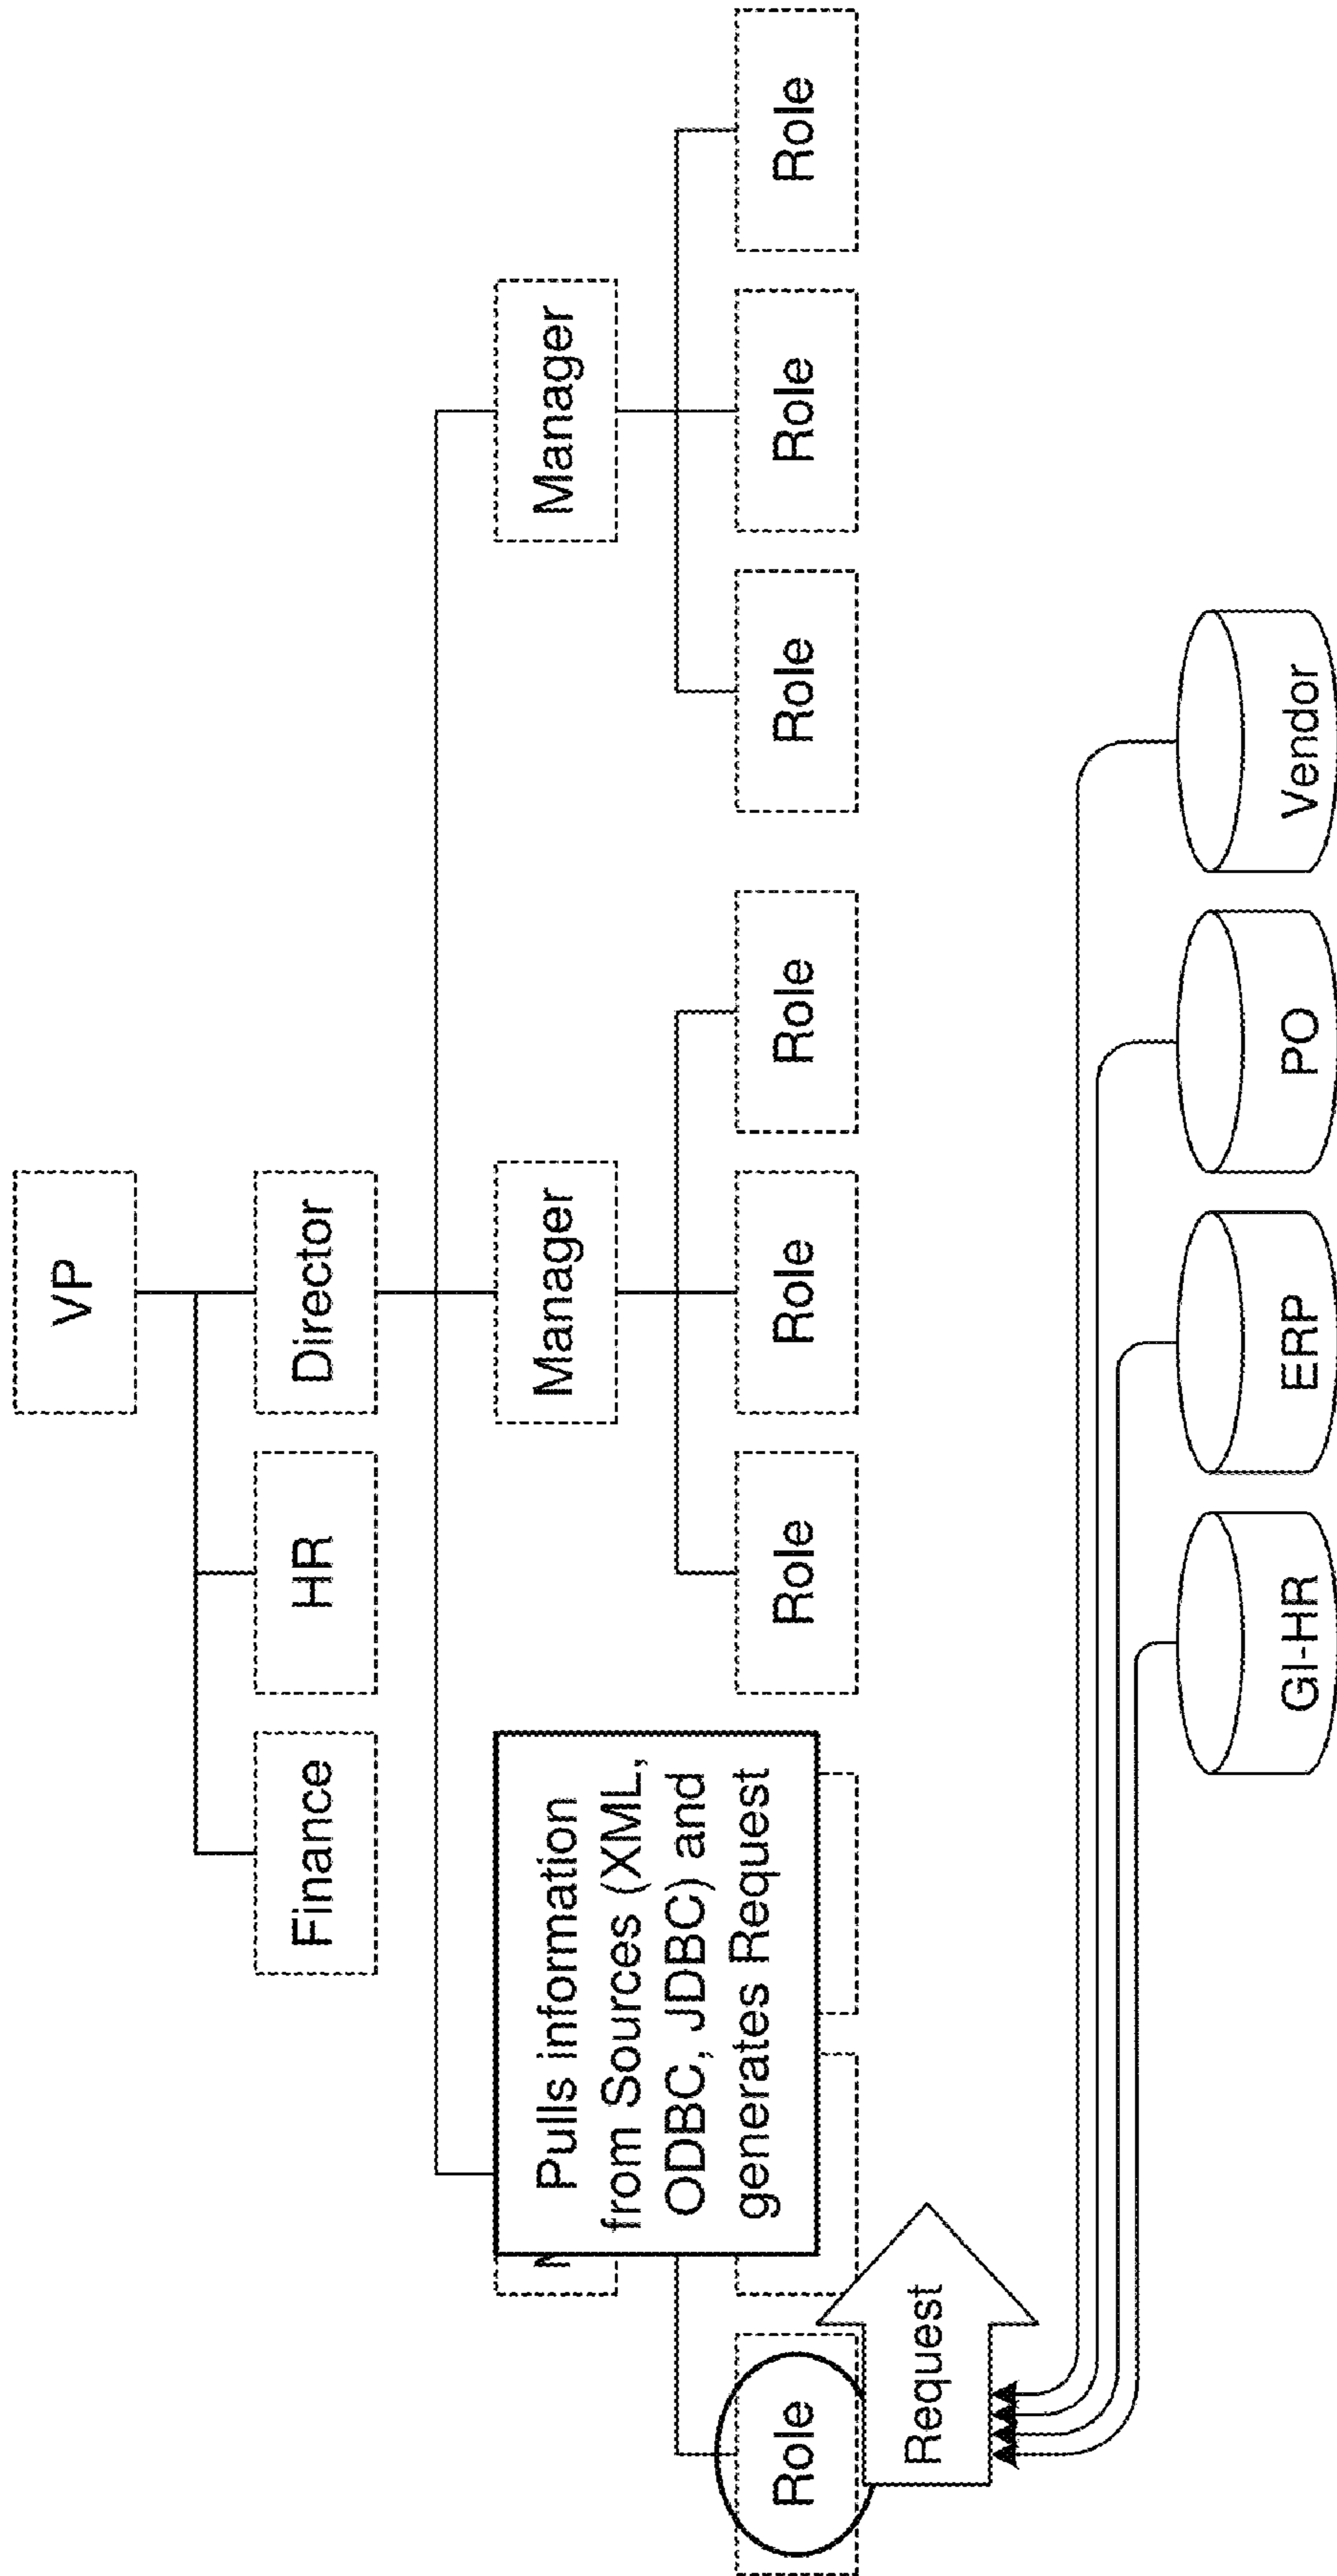 VP
Finance
HR
Director
Pulls information
from Sources (XML,
ODBC, JDBC) and
generates Request
Manager
Manager
Role
Role
Role
Role
Role
Role
Role
Request
GI-HR
ERP
PO
Vendor